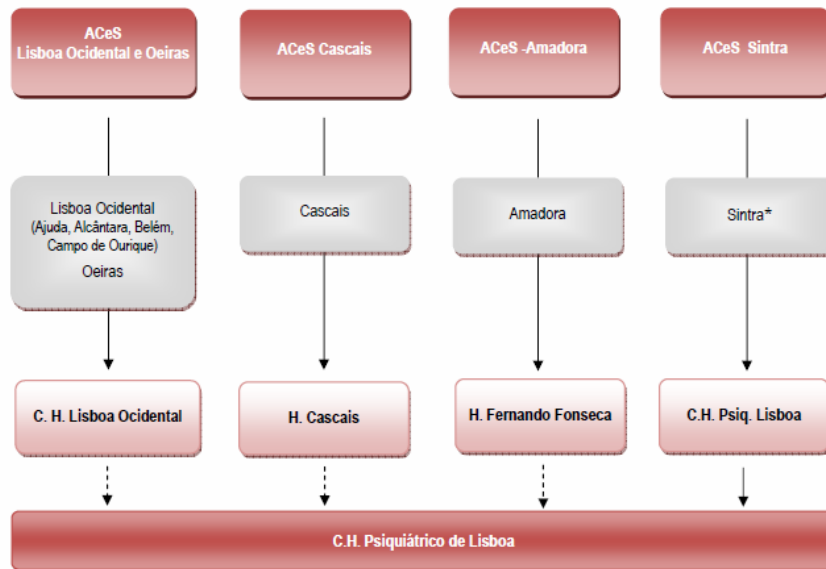 ACeS
Lisboa Ocidental e Oeiras
ACeS Cascais
ACeS -Amadora
ACeS Sintra
Lisboa Ocidental
(Ajuda, Alcântara, Belém,
Campo de Ourique)
Oeiras
Cascais
Amadora
Sintra*
C. H. Lisboa Ocidental
H. Cascais
H. Fernando Fonseca
C.H. Psiq. Lisboa
C.H. Psiquiátrico de Lisboa